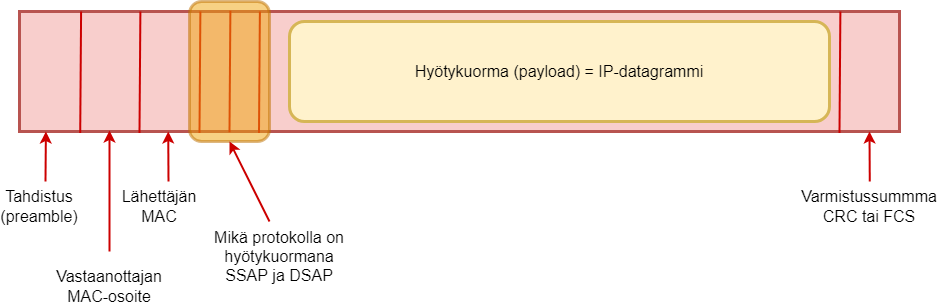 Hyötykuorma (payload) = IP-datagrammi
Tahdistus
(preamble)
Vastaanottajan
MAC-osoite
Lähettäjän
MAC
Mikä protokolla on
hyötykuormana
SSAP ja DSAP
Varmistussummma
CRC tai FCS